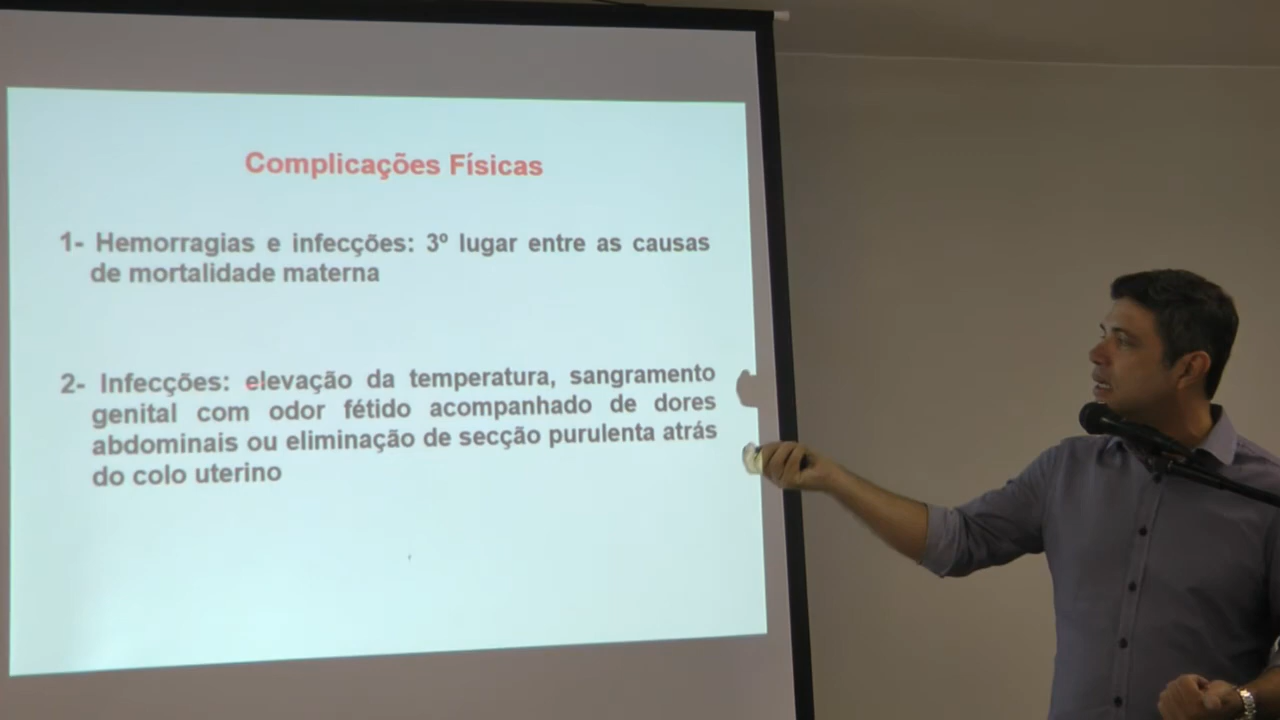 Complicações Físicas
1- Hemorragias e infecções: 3º lugar entre as causas
de mortalidade materna
2- Infecções: elevação da temperatura, sangramento
genital com odor fétido acompanhado de dores
abdominais ou eliminação de secção purulenta atrás
do colo uterino